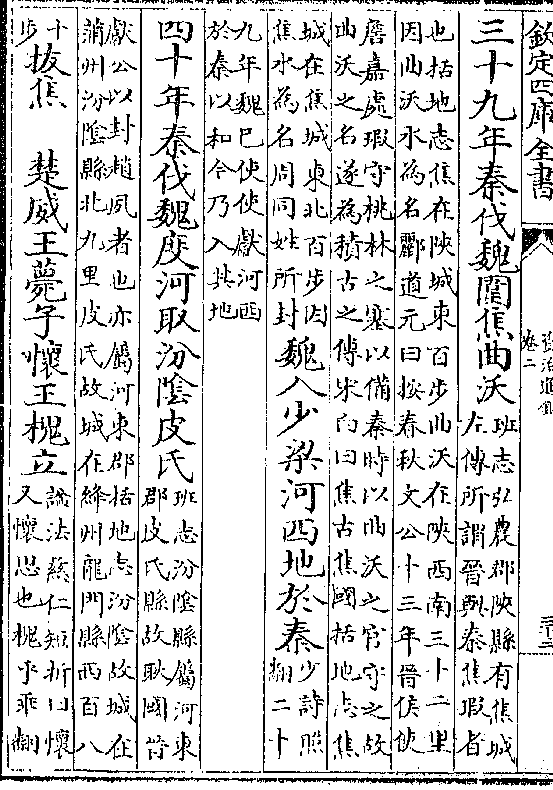 欽定四庫全書
資治通鑑
卷二
三十九年秦伐魏圍焦曲沃
班志弘農郡陜縣有焦城
左傳所謂晉與秦焦瑕者
也括地志焦在陜城東百步曲沃在陜西南三十二里
因曲沃水為名酈道元曰按春秋文公十三年晉侯使
詹嘉處瑕守桃林之塞以備秦時以曲沃之官守之故
曲沃之名遂為積古之傳宋白曰焦古焦國括地志焦
城在焦城東北百步因
焦水為名周同姓所封
魏入少梁河西地於秦
少詩照
翻二十
九年魏已使使獻河西
於秦以和今乃入其地
四十年秦伐魏度河取汾陰皮氏
班志汾陰縣屬河東
郡皮氏縣故耿國晉
獻公以封趙夙者也亦屬河東郡括地志汾陰故城在
蒲州汾陰縣北九里皮氏故城在絳州龍門縣西百八
十
步
拔焦 楚威王薨子懷王槐立
諡法慈仁短折曰懷
又懷思也槐乎乖翻